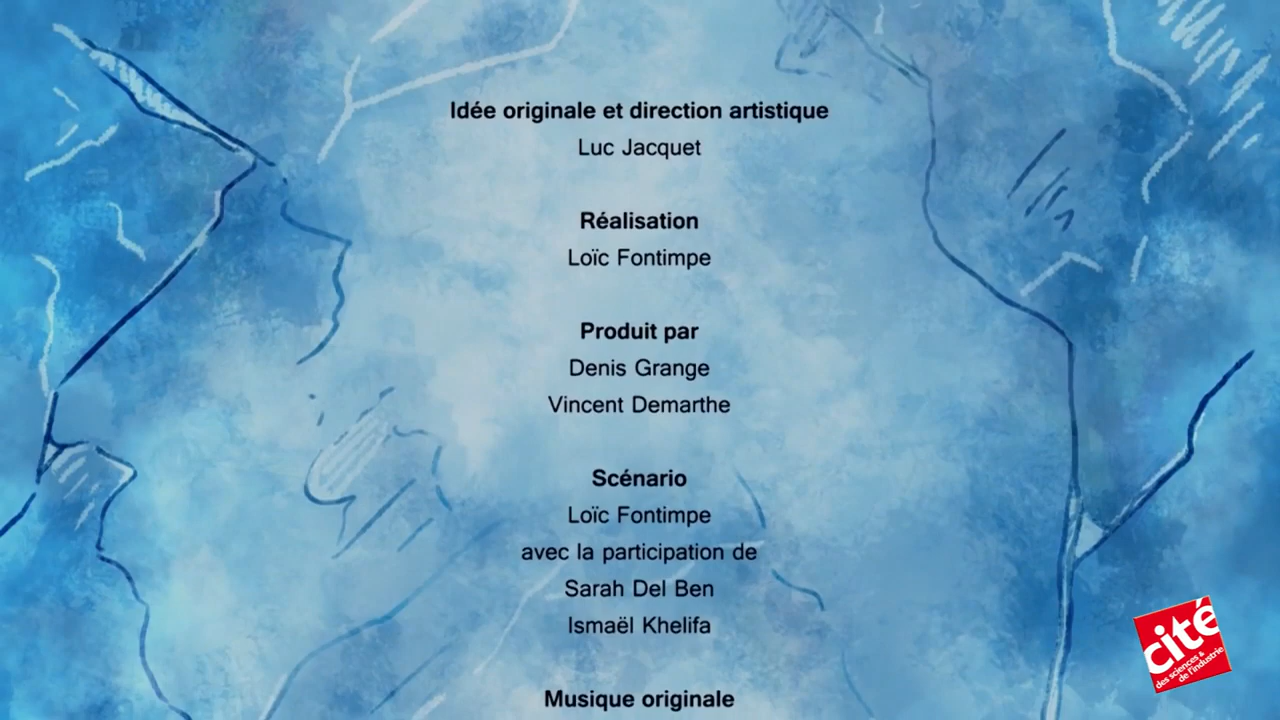 Idée originale et direction artistique
Luc Jacquet
Réalisation
Loïc Fontimpe
Produit par
Denis Grange
Vincent Demarthe
Scénario
Loïc Fontimpe
avec la participation de
Sarah Del Ben
Ismaël Khelifa
Musique originale
cité
des sciences &
de l'industrie